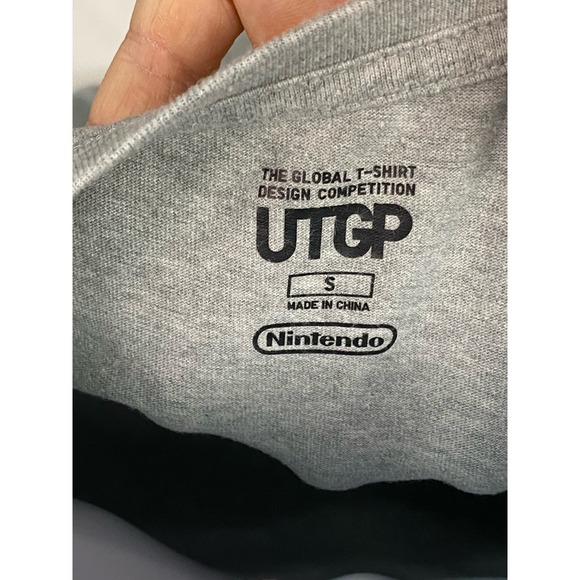 THE GLOBAL T-SHIRT
DESIGN COMPETITION
UTGP
S
MADE IN CHINA
Nintendo